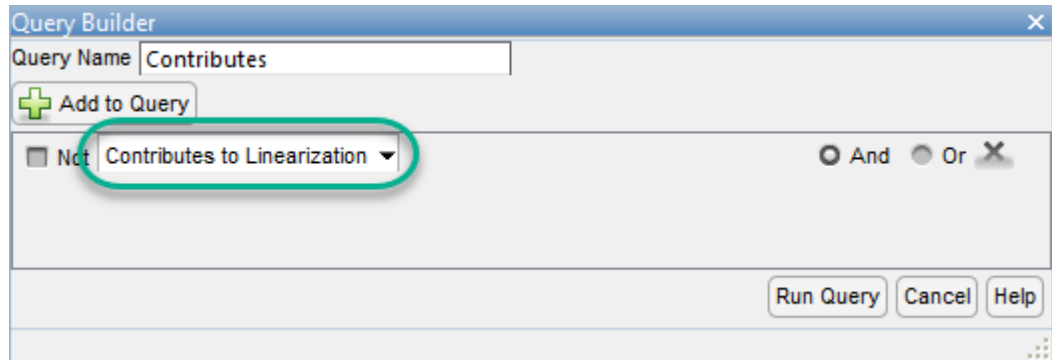 Query Builder
Query Name Contributes
Add to Query
Not Contributes to Linearization And Or
Run Query Cancel Help